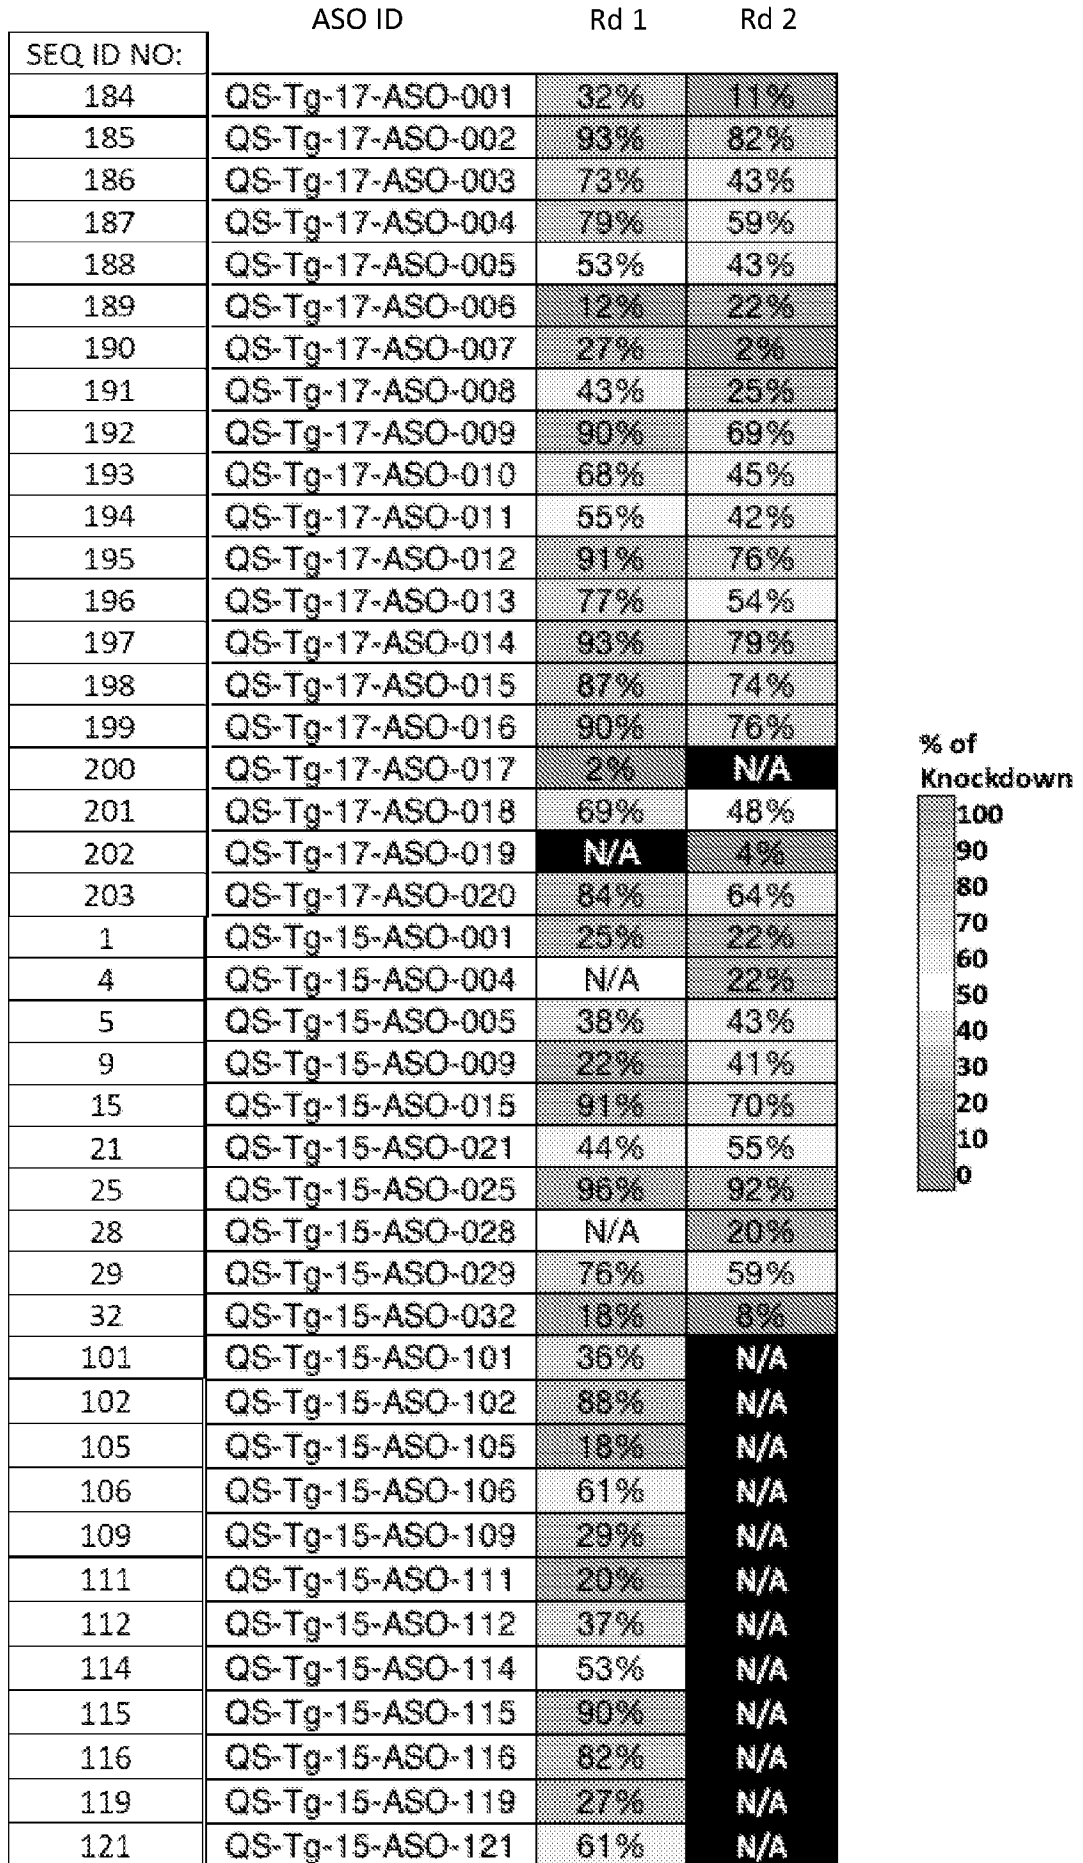 ASO ID Rd 1 Rd 2
SEQ ID NO:
184 QS-Tg-17-ASO-001 32% 11%
185 QS-Tg-17-ASO-002 93% 82%
186 QS-Tg-17-ASO-003 73% 43%
187 QS-Tg-17-ASO-004 79% 59%
188 QS-Tg-17-ASO-005 53% 43%
189 QS-Tg-17-ASO-006 12% 22%
190 QS-Tg-17-ASO-007 27% 2%
191 QS-Tg-17-ASO-008 43% 25%
192 QS-Tg-17-ASO-009 90% 69%
193 QS-Tg-17-ASO-010 68% 45%
194 QS-Tg-17-ASO-011 55% 42%
195 QS-Tg-17-ASO-012 91% 76%
196 QS-Tg-17-ASO-013 77% 54%
197 QS-Tg-17-ASO-014 93% 79%
198 QS-Tg-17-ASO-015 87% 74%
199 QS-Tg-17-ASO-016 90% 76%
200 QS-Tg-17-ASO-017 2% N/A
201 QS-Tg-17-ASO-018 69% 48%
202 QS-Tg-17-ASO-019 N/A 4%
203 QS-Tg-17-ASO-020 84% 64%
1 QS-Tg-15-ASO-001 25% 22%
4 QS-Tg-15-ASO-004 N/A 22%
5 QS-Tg-15-ASO-005 38% 43%
9 QS-Tg-15-ASO-009 22% 41%
15 QS-Tg-15-ASO-015 91% 70%
21 QS-Tg-15-ASO-021 44% 55%
25 QS-Tg-15-ASO-025 96% 92%
28 QS-Tg-15-ASO-028 N/A 20%
29 QS-Tg-15-ASO-029 76% 59%
32 QS-Tg-15-ASO-032 18% 8%
101 QS-Tg-15-ASO-101 36% N/A
102 QS-Tg-15-ASO-102 88% N/A
105 QS-Tg-15-ASO-105 18% N/A
106 QS-Tg-15-ASO-106 61% N/A
109 QS-Tg-15-ASO-109 29% N/A
111 QS-Tg-15-ASO-111 20% N/A
112 QS-Tg-15-ASO-112 37% N/A
114 QS-Tg-15-ASO-114 53% N/A
115 QS-Tg-15-ASO-115 90% N/A
116 QS-Tg-15-ASO-116 82% N/A
119 QS-Tg-15-ASO-119 27% N/A
121 QS-Tg-15-ASO-121 61% N/A
% of
Knockdown
100
90
80
70
60
50
40
30
20
10
0